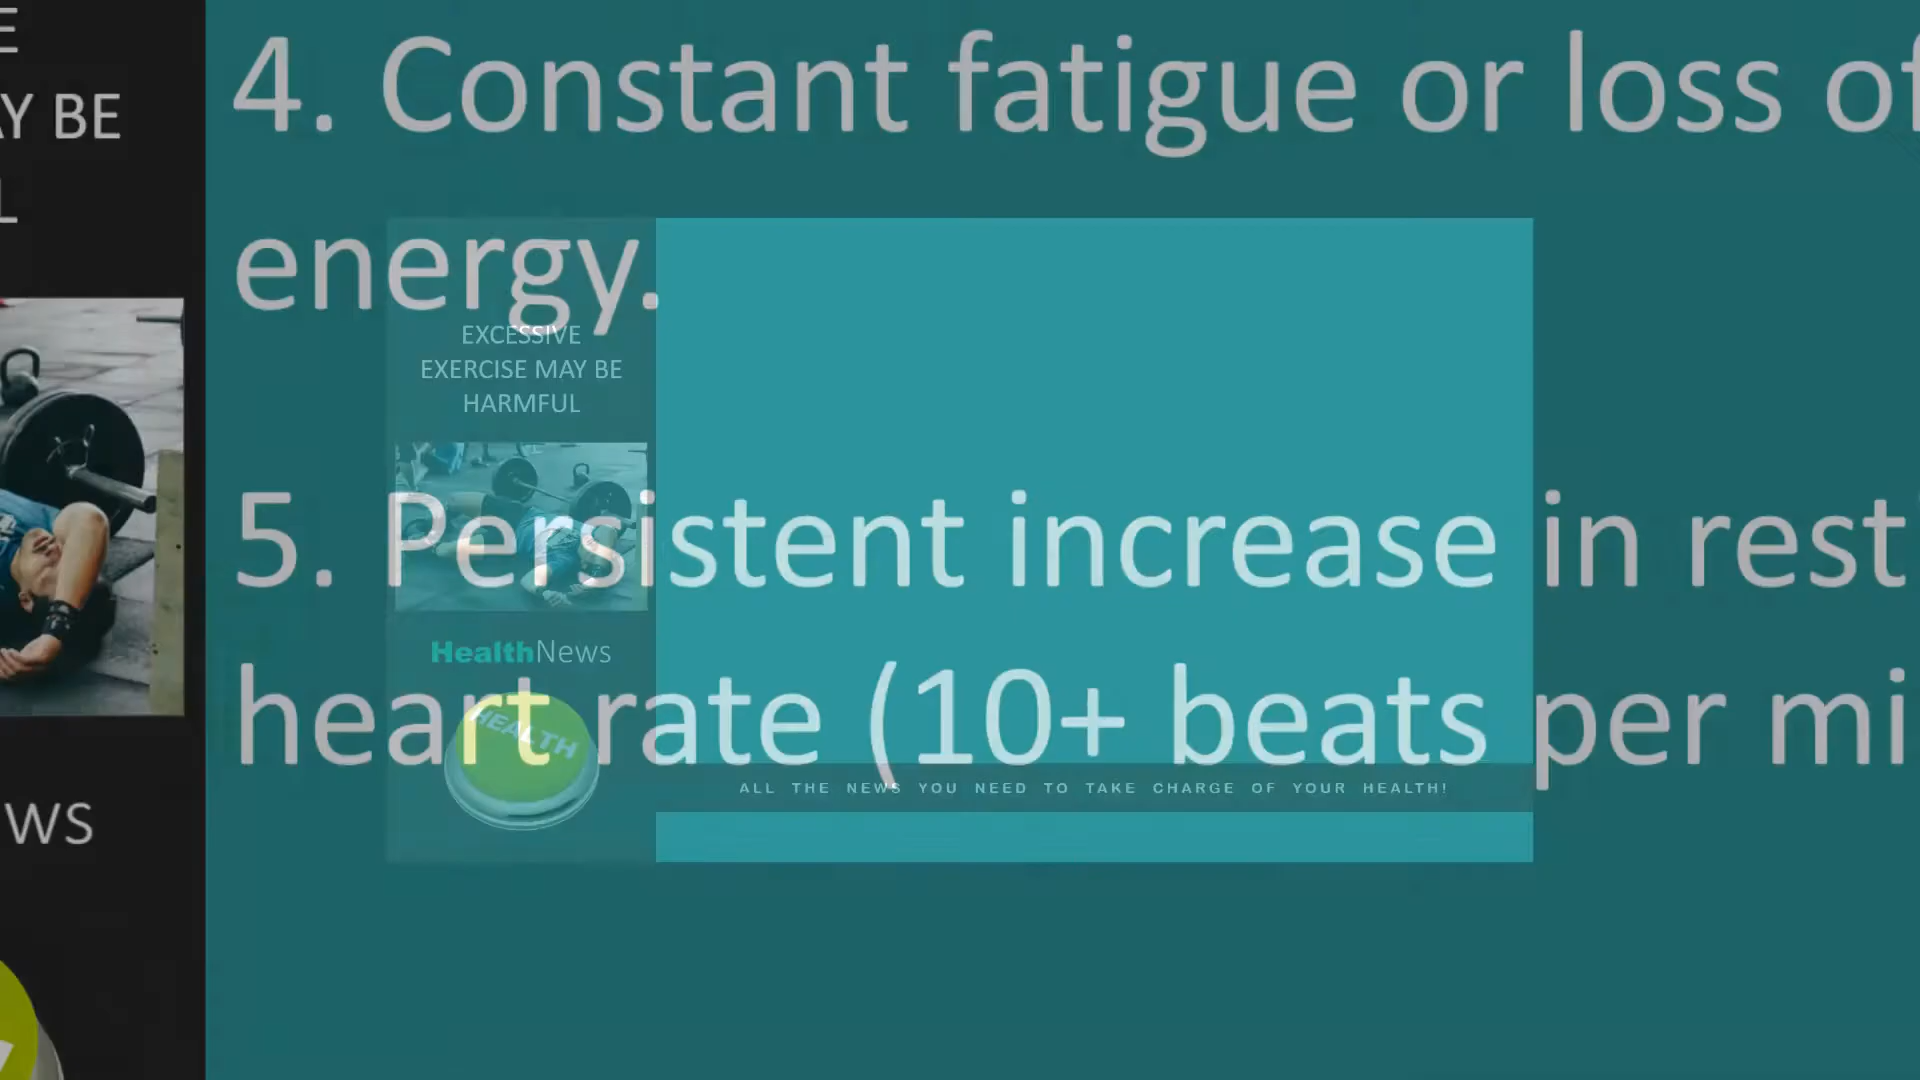 E
AY BE
L
WS
4. Constant fatigue or loss of
energy.
5. Persistent increase in rest
heart rate (10+ beats per mi
EXCESSIVE
EXERCISE MAY BE
HARMFUL
HealthNews
HEALTH
ALL THE NEWS YOU NEED TO TAKE CHARGE OF YOUR HEALTH!